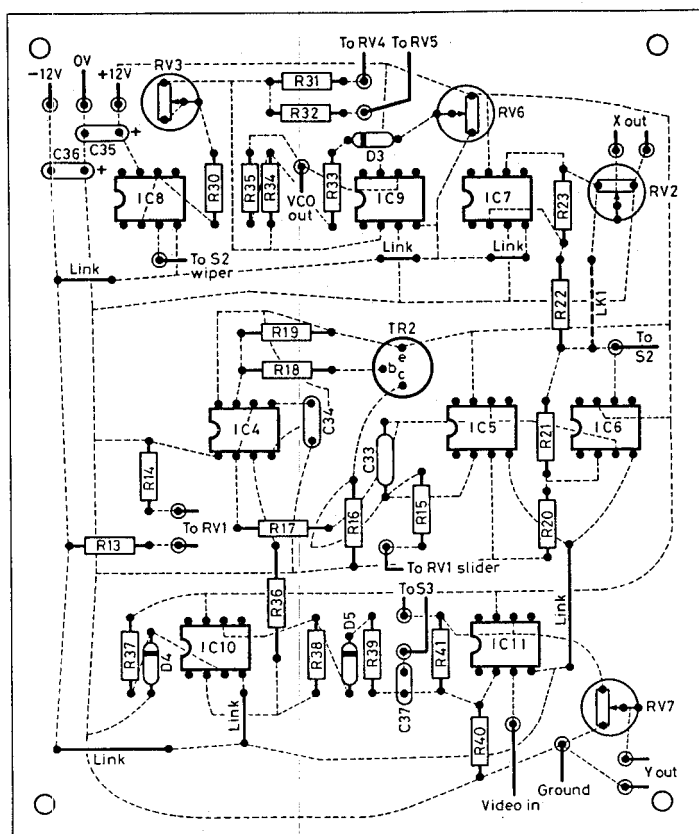 To RV4 To RV5
-12V
0V
+12V
RV3
R31
R32
RV6
X out
+
C35
C36
+
D3
IC8
R30
R35
R34
VCO out
R33
IC9
IC7
R23
RV2
To S2 wiper
Link
Link
Link
R22
LK1
R19
TR2
e
b
c
R18
To S2
IC4
C34
C33
IC5
R21
IC6
R14
R16
R15
R20
To RV1
R17
R13
To RV1 slider
R36
To S3
Link
R37
D4
IC10
R38
D5
R39
R41
IC11
C37
RV7
Link
Link
R40
Video in
Ground
Y out